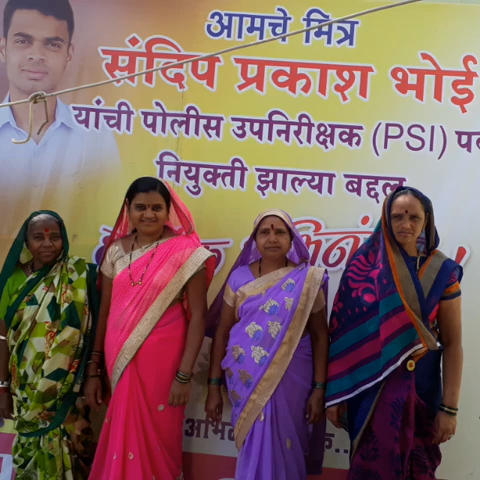 आमचे मित्र
संदिप प्रकाश भोई
यांची पोलीस उपनिरीक्षक (PSI)
नियुक्ती झाल्या बद्दल